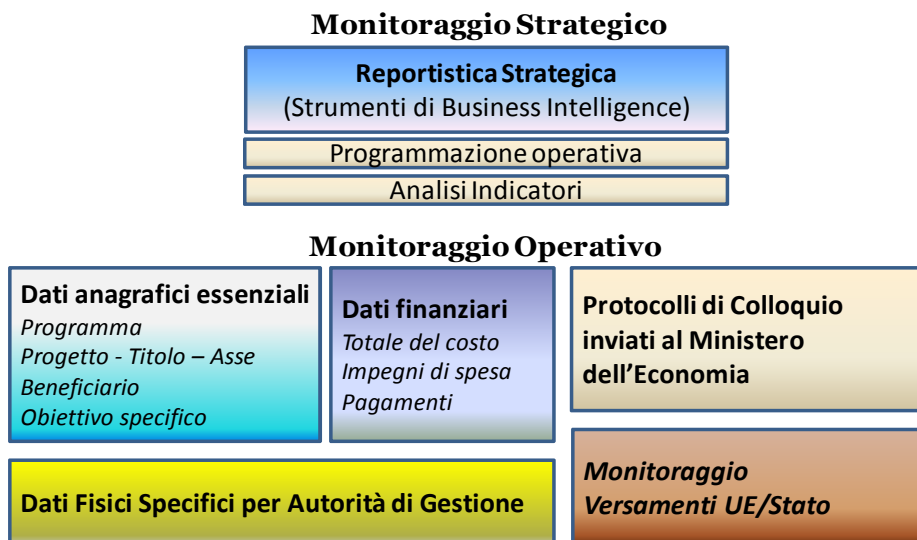 Monitoraggio Strategico
Reportistica Strategica
(Strumenti di Business Intelligence)
Programmazione operativa
Analisi Indicatori
Monitoraggio Operativo
Dati anagrafici essenziali
Programma
Progetto - Titolo – Asse
Beneficiario
Obiettivo specifico
Dati finanziari
Totale del costo
Impegni di spesa
Pagamenti
Protocolli di Colloquio
inviati al Ministero
dell’Economia
Dati Fisici Specifici per Autorità di Gestione
Monitoraggio
Versamenti UE/Stato